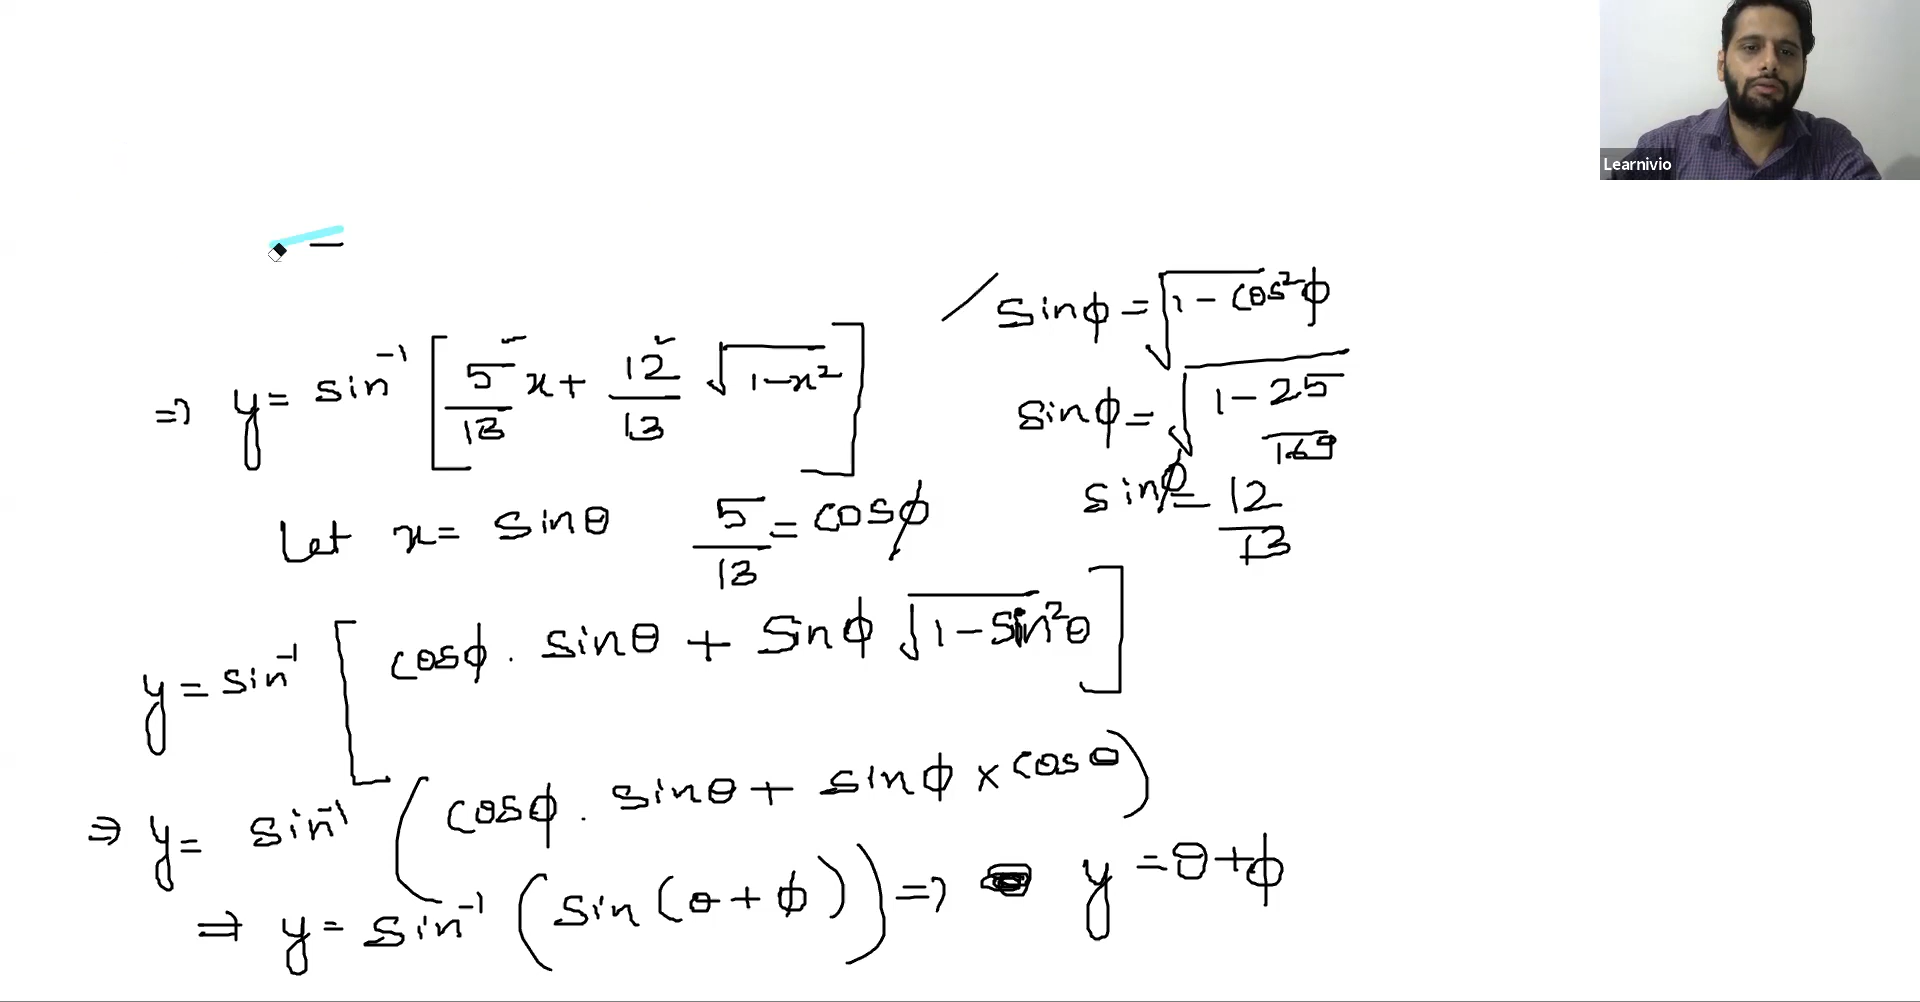 Learnivio
⇒ y = sin⁻¹ [ 5/13 x + 12/13 √(1-x²) ]
Let x = sinθ 5/13 = cosϕ
sinϕ = √(1 - cos²ϕ)
sinϕ = √(1 - 25/169)
sinϕ = 12/13
y = sin⁻¹ [ cosϕ . sinθ + sinϕ √(1 - sin²θ) ]
⇒ y = sin⁻¹ ( cosϕ . sinθ + sinϕ × cosθ )
⇒ y = sin⁻¹ ( sin (θ + ϕ) ) ⇒ y = θ + ϕ